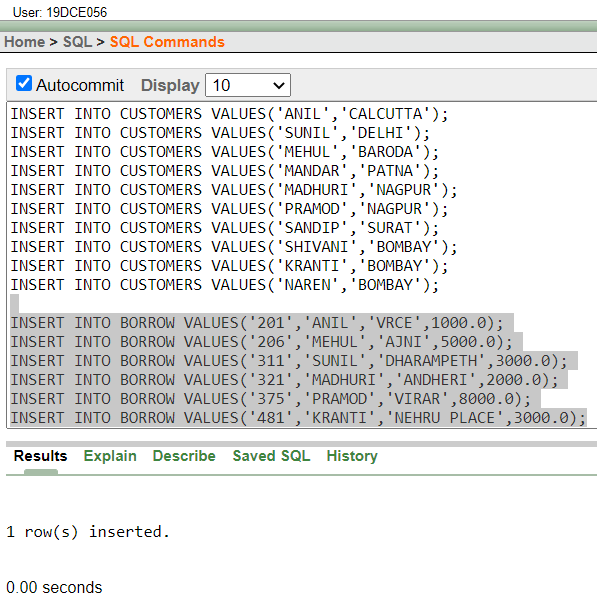 User: 19DCE056
Home > SQL > SQL Commands
Autocommit Display 10
INSERT INTO CUSTOMERS VALUES('ANIL','CALCUTTA');
INSERT INTO CUSTOMERS VALUES('SUNIL','DELHI');
INSERT INTO CUSTOMERS VALUES('MEHUL','BARODA');
INSERT INTO CUSTOMERS VALUES('MANDAR','PATNA');
INSERT INTO CUSTOMERS VALUES('MADHURI','NAGPUR');
INSERT INTO CUSTOMERS VALUES('PRAMOD','NAGPUR');
INSERT INTO CUSTOMERS VALUES('SANDIP','SURAT');
INSERT INTO CUSTOMERS VALUES('SHIVANI','BOMBAY');
INSERT INTO CUSTOMERS VALUES('KRANTI','BOMBAY');
INSERT INTO CUSTOMERS VALUES('NAREN','BOMBAY');
INSERT INTO BORROW VALUES('201','ANIL','VRCE',1000.0);
INSERT INTO BORROW VALUES('206','MEHUL','AJNI',5000.0);
INSERT INTO BORROW VALUES('311','SUNIL','DHARAMPETH',3000.0);
INSERT INTO BORROW VALUES('321','MADHURI','ANDHERI',2000.0);
INSERT INTO BORROW VALUES('375','PRAMOD','VIRAR',8000.0);
INSERT INTO BORROW VALUES('481','KRANTI','NEHRU PLACE',3000.0);
Results Explain Describe Saved SQL History
1 row(s) inserted.
0.00 seconds